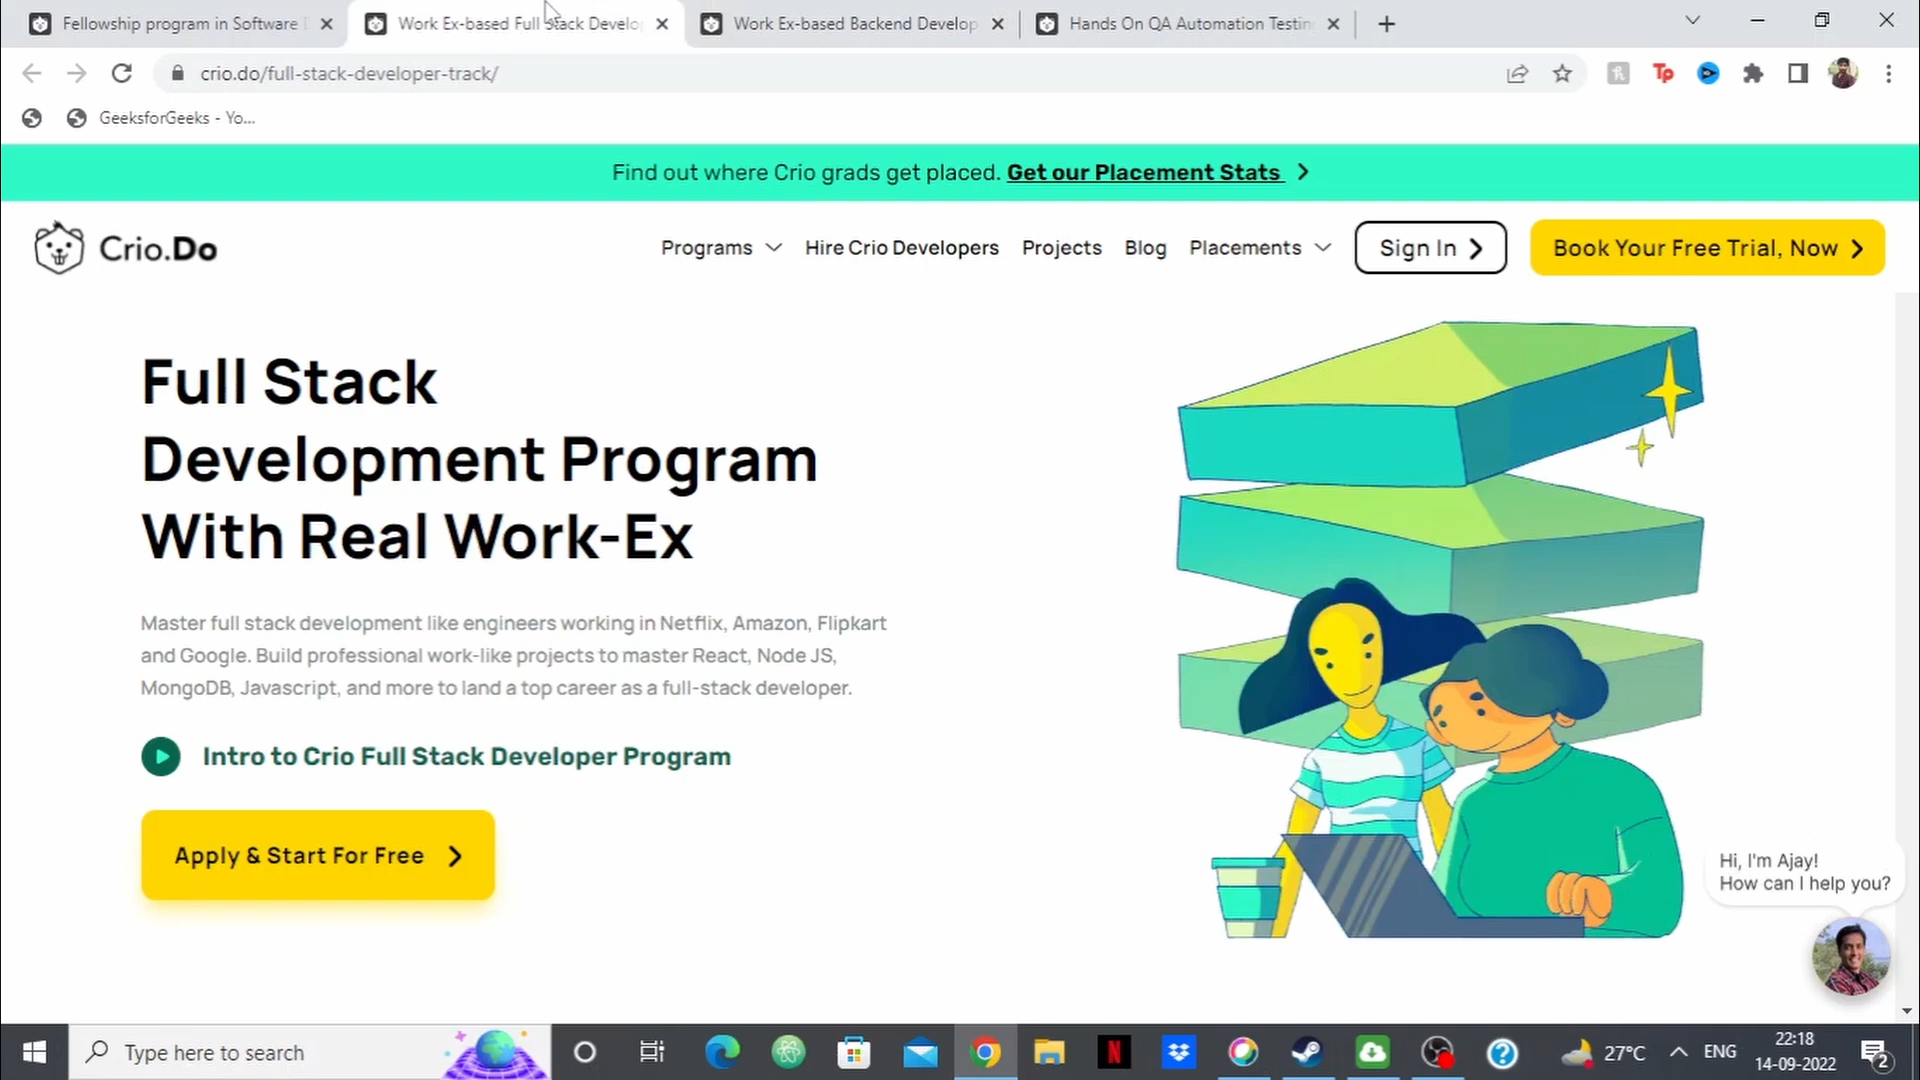 Fellowship program in Software
Work Ex-based Full Stack Develo
Work Ex-based Backend Develop
Hands On QA Automation Testin
crio.do/full-stack-developer-track/
Tp
GeeksforGeeks - Yo...
Find out where Crio grads get placed. Get our Placement Stats
Crio.Do
Programs
Hire Crio Developers
Projects
Blog
Placements
Sign In
Book Your Free Trial, Now
Full Stack
Development Program
With Real Work-Ex
Master full stack development like engineers working in Netflix, Amazon, Flipkart
and Google. Build professional work-like projects to master React, Node JS,
MongoDB, Javascript, and more to land a top career as a full-stack developer.
Intro to Crio Full Stack Developer Program
Apply & Start For Free
Hi, I'm Ajay!
How can I help you?
Type here to search
N
27°C
ENG
22:18
14-09-2022
2